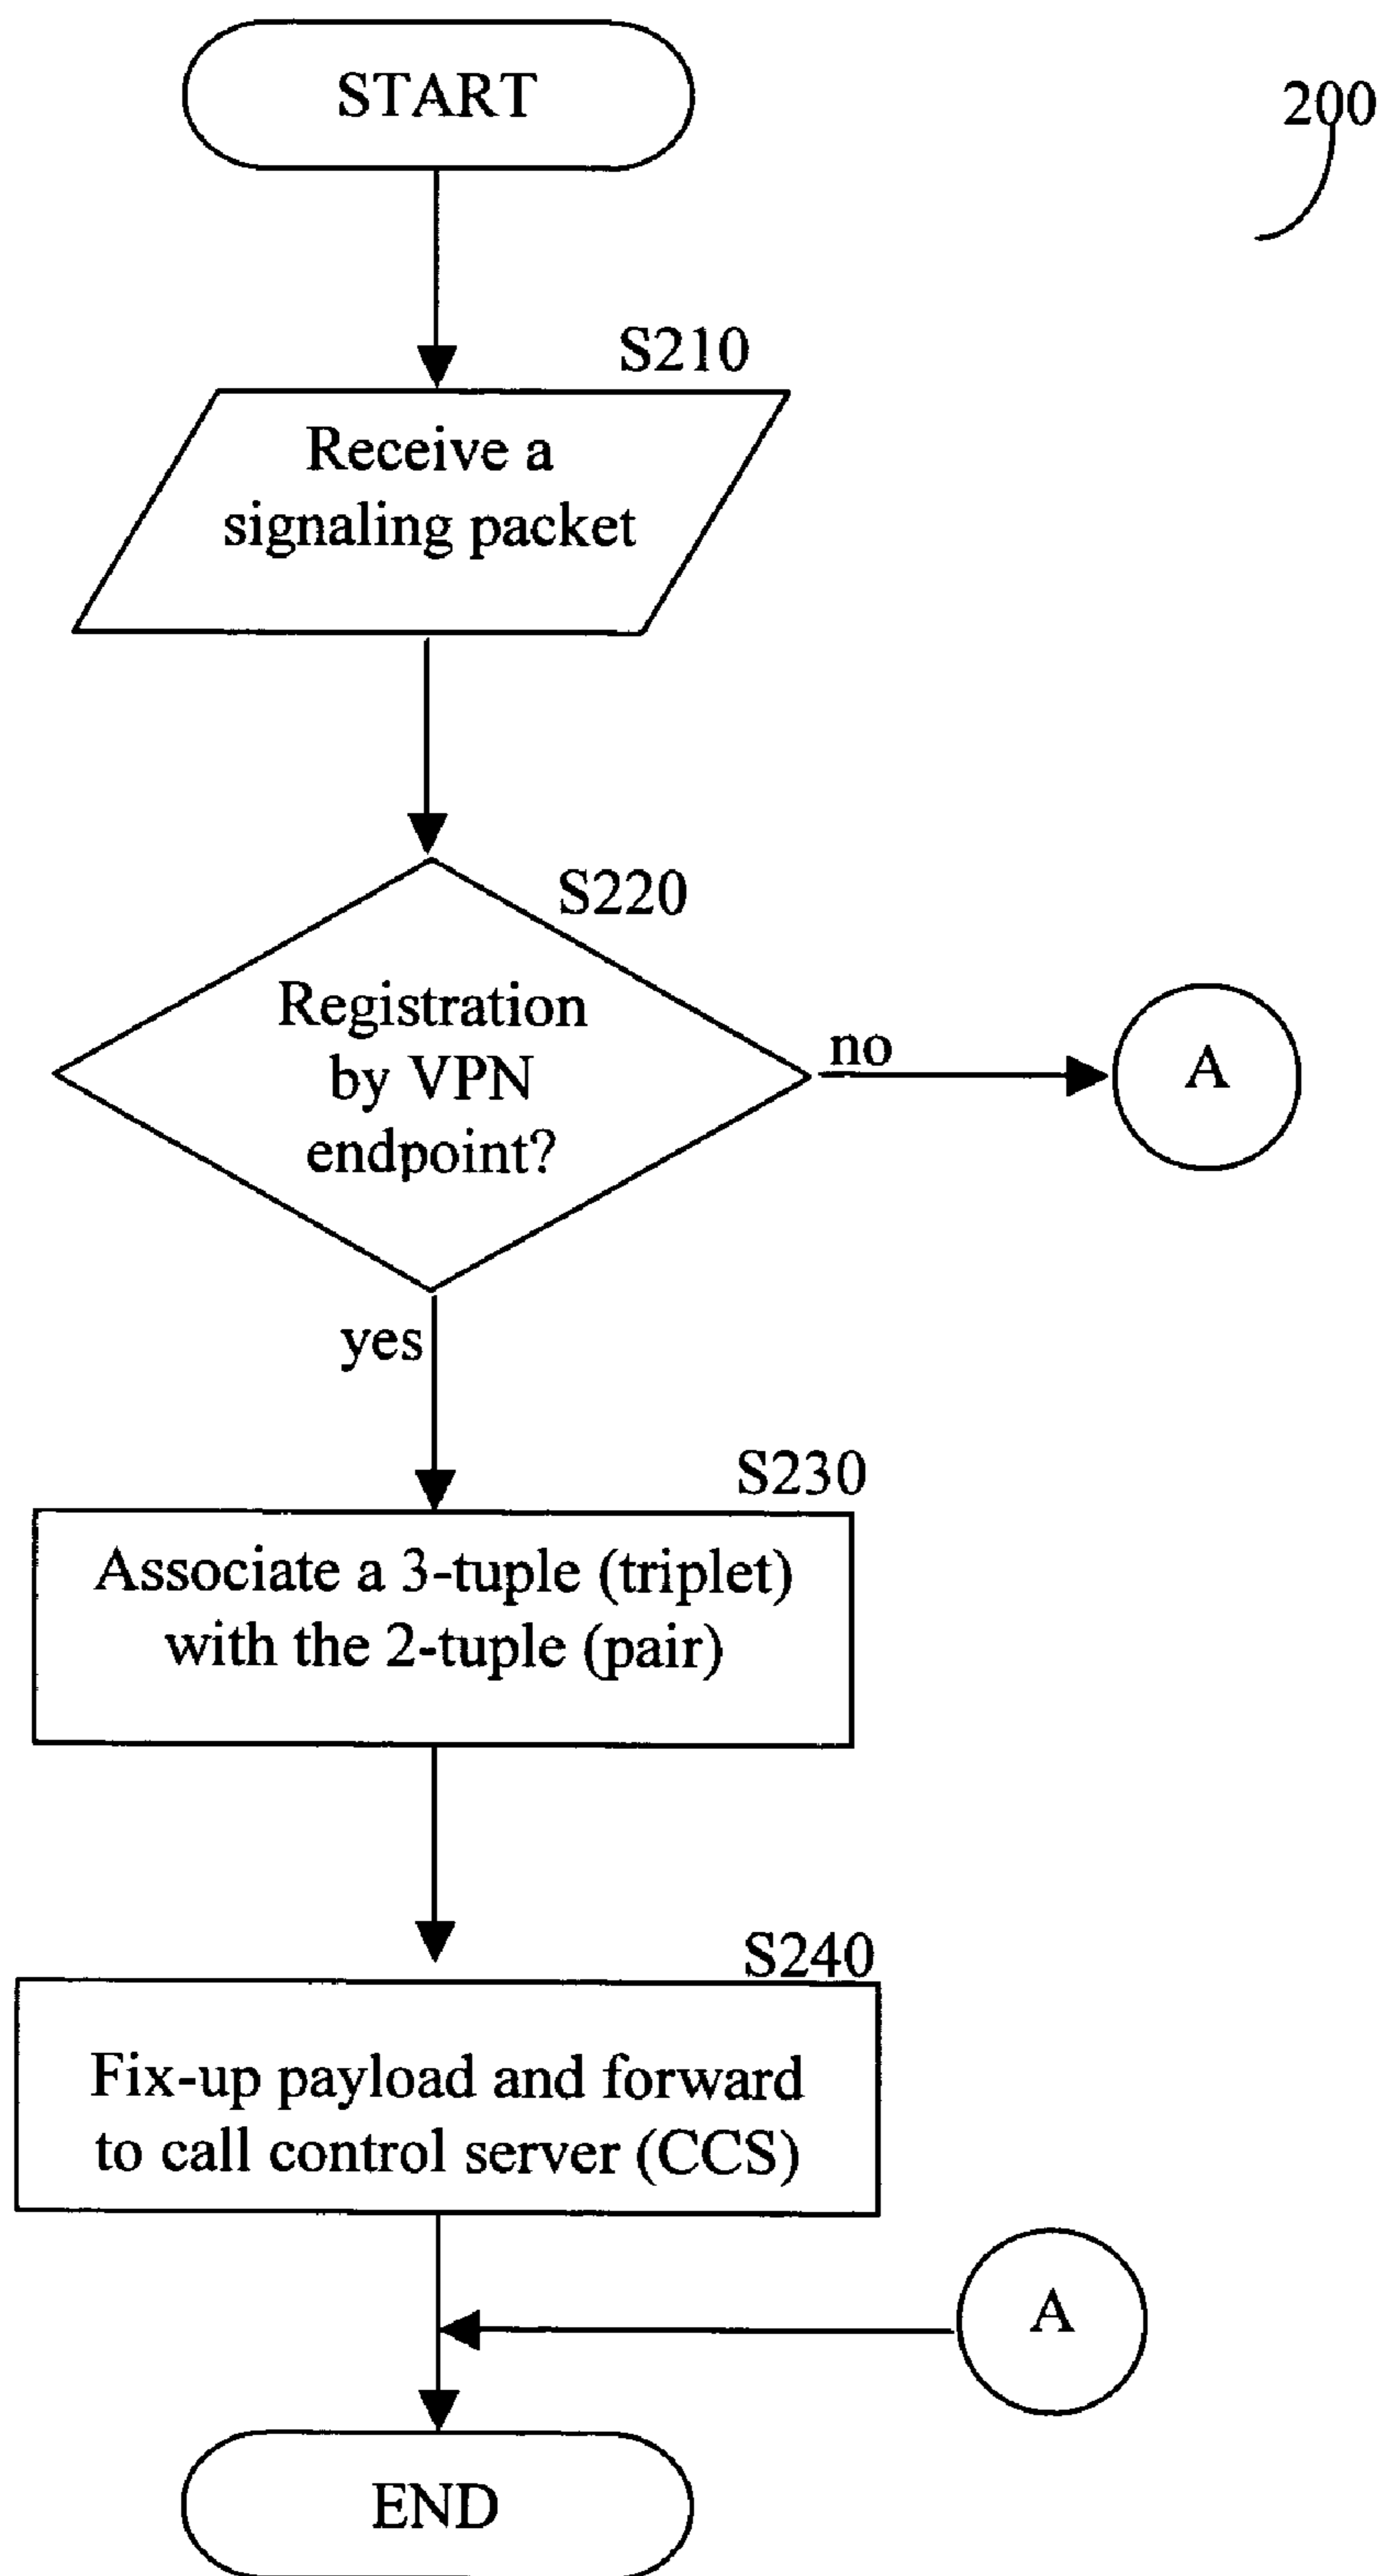 START
200
S210
Receive a
signaling packet
S220
Registration
by VPN
endpoint?
no
A
yes
S230
Associate a 3-tuple (triplet)
with the 2-tuple (pair)
S240
Fix-up payload and forward
to call control server (CCS)
A
END